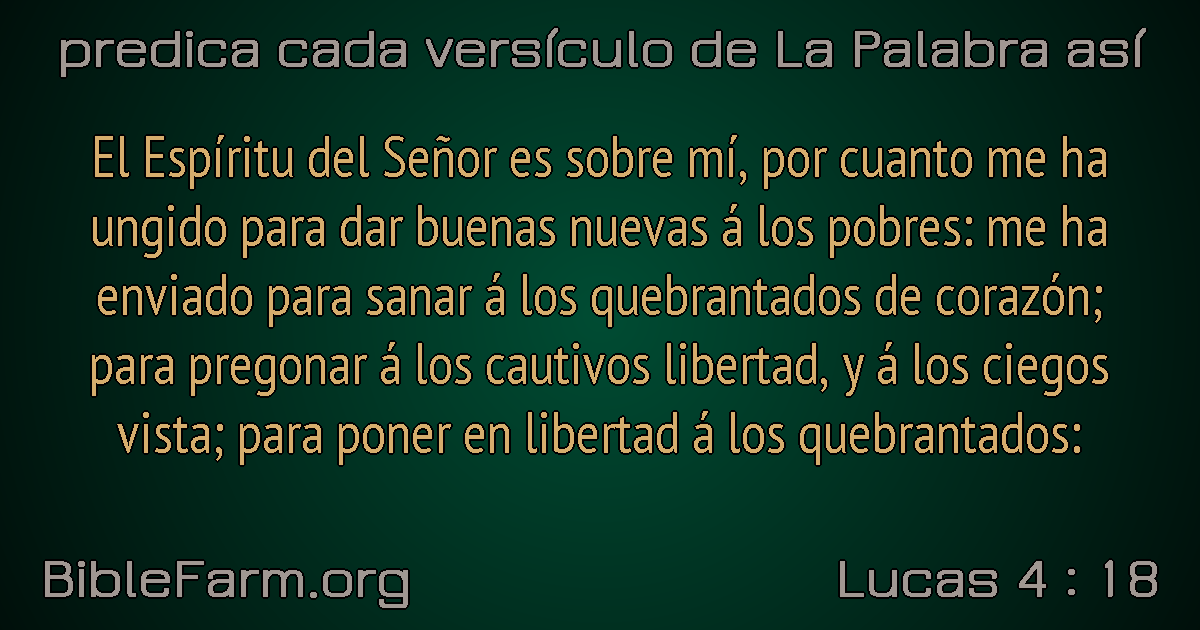 predica cada versículo de La Palabra así
El Espíritu del Señor es sobre mí, por cuanto me ha
ungido para dar buenas nuevas á los pobres: me ha
enviado para sanar á los quebrantados de corazón;
para pregonar á los cautivos libertad, y á los ciegos
vista; para poner en libertad á los quebrantados:
BibleFarm.org
Lucas 4 : 18